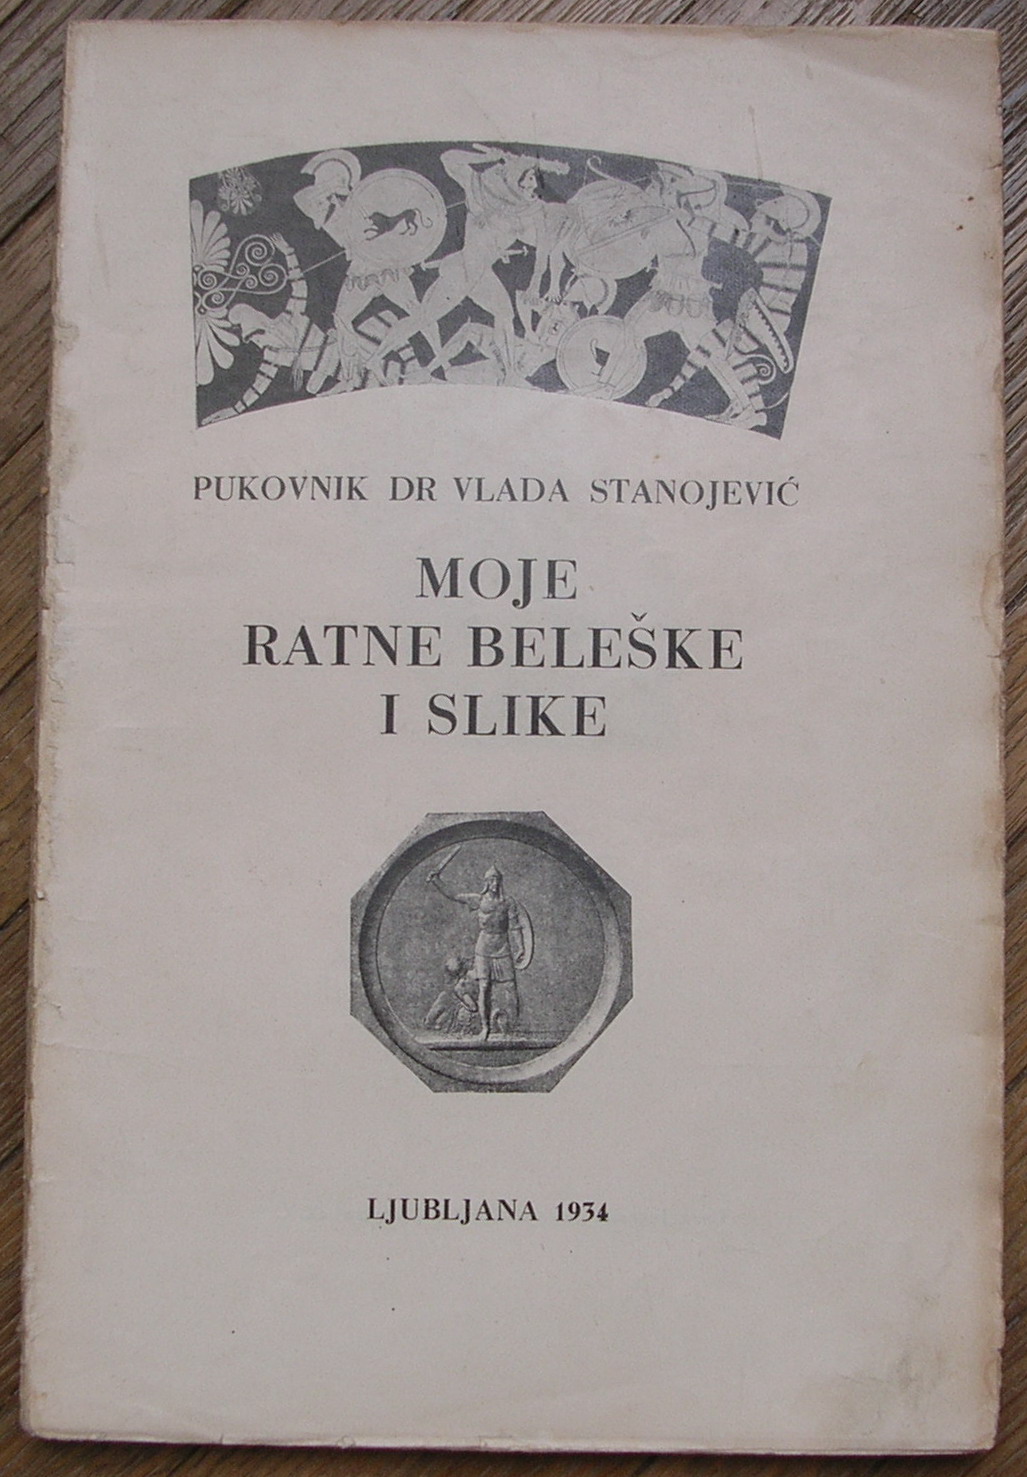 PUKOVNIK DR VLADA STANOJEVIĆ
MOJE
RATNE BELEŠKE
I SLIKE
LJUBLJANA 1934